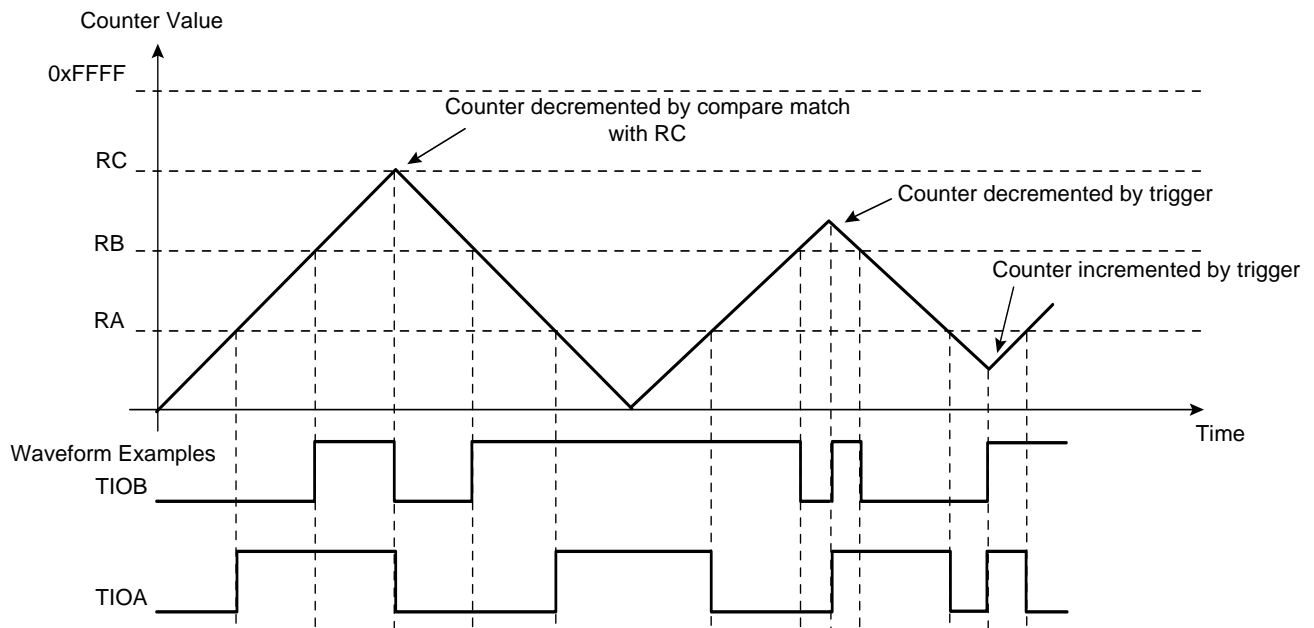 Counter Value
0xFFFF
Counter decremented by compare match
with RC
RC
Counter decremented by trigger
RB
Counter incremented by trigger
RA
Time
Waveform Examples
TIOB
TIOA